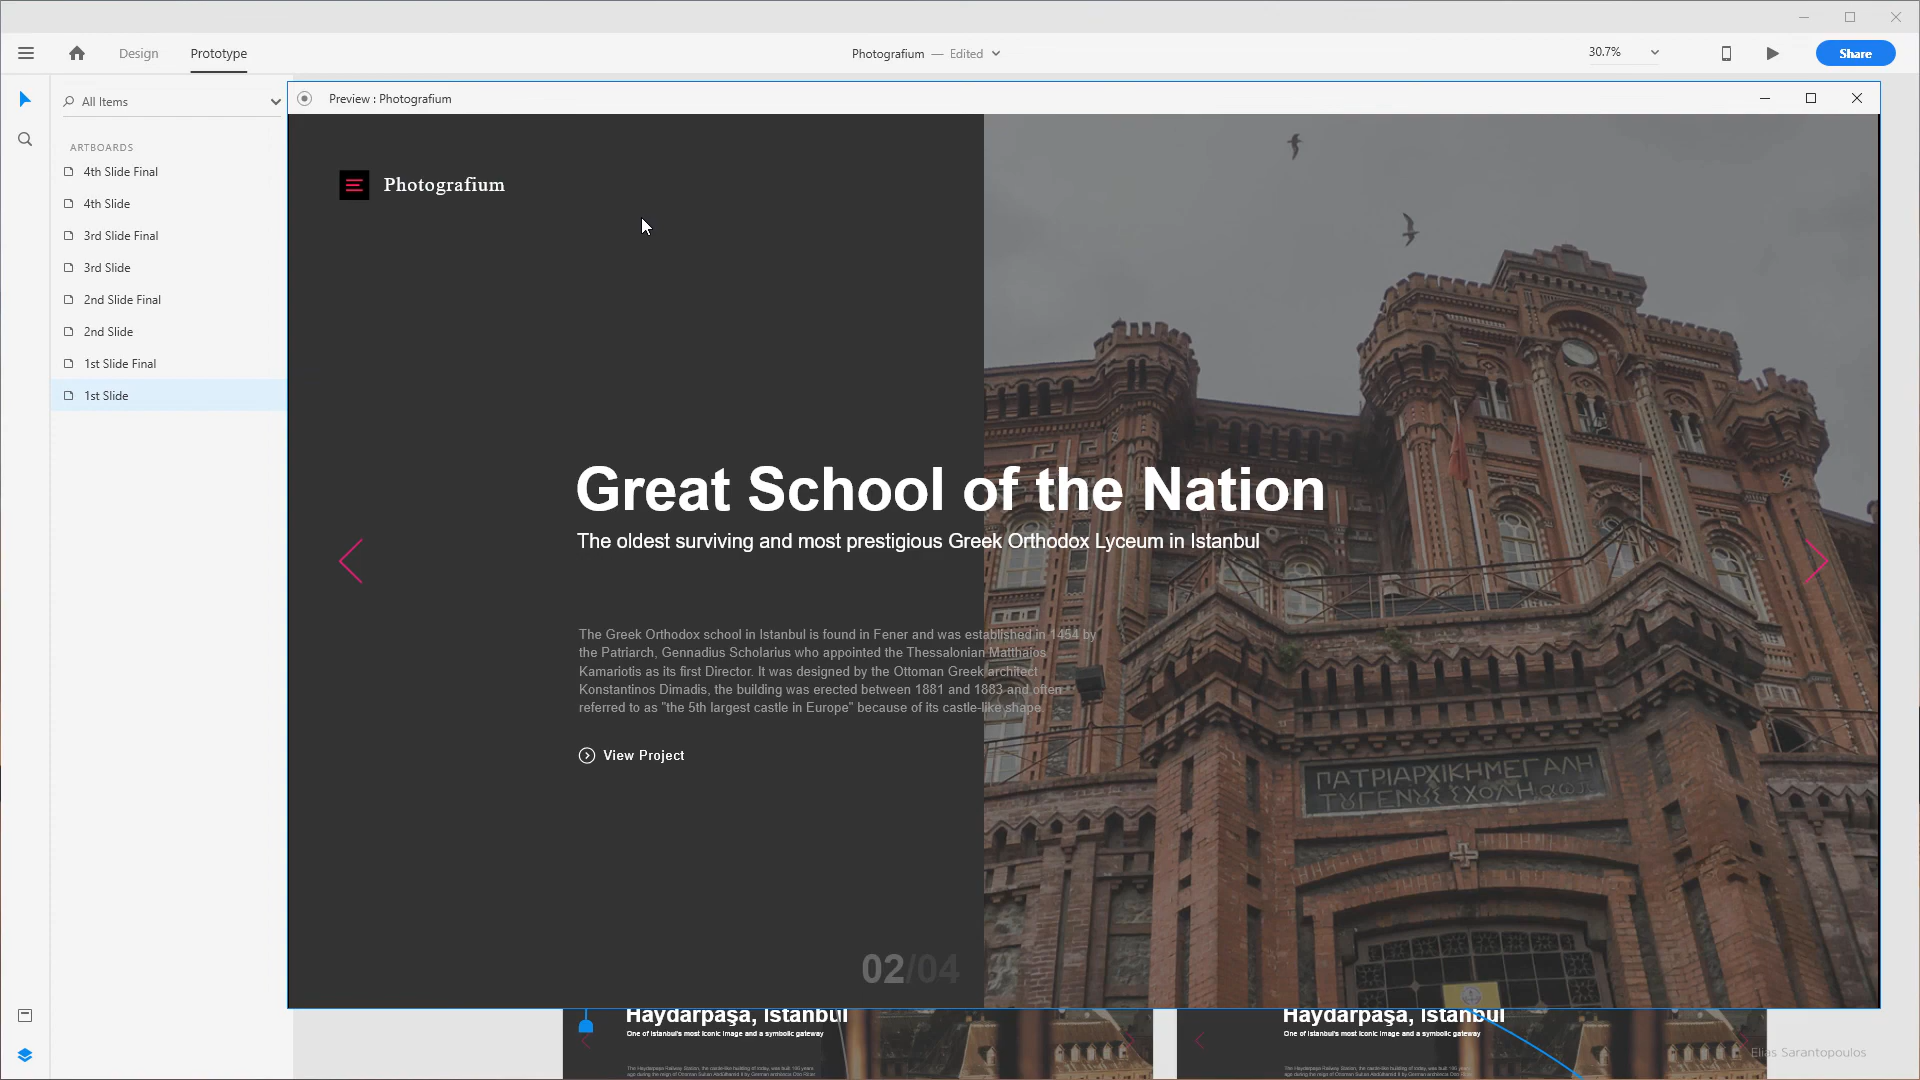 Design
Prototype
Photografium — Edited
30.7%
Share
All Items
Preview : Photografium
ARTBOARDS
4th Slide Final
4th Slide
3rd Slide Final
3rd Slide
2nd Slide Final
2nd Slide
1st Slide Final
1st Slide
Photografium
Great School of the Nation
The oldest surviving and most prestigious Greek Orthodox Lyceum in Istanbul
The Greek Orthodox school in Istanbul is found in Fener and was established in 1454 by
the Patriarch, Gennadius Scholarius who appointed the Thessalonian Matthaios
Kamariotis as its first Director. It was designed by the Ottoman Greek architect
Konstantinos Dimadis, the building was erected between 1881 and 1883 and often
referred to as "the 5th largest castle in Europe" because of its castle-like shape.
View Project
ΠΑΤΡΙΑΡΧΙΚΗ ΜΕΓΑΛΗ
ΤΟΥ ΓΕΝΟΥΣ ΣΧΟΛΗ
02/04
Haydarpaşa, Istanbul
One of Istanbul's most iconic image and a symbolic gateway
Haydarpaşa, Istanbul
One of Istanbul's most iconic image and a symbolic gateway
Elias Sarantopoulos